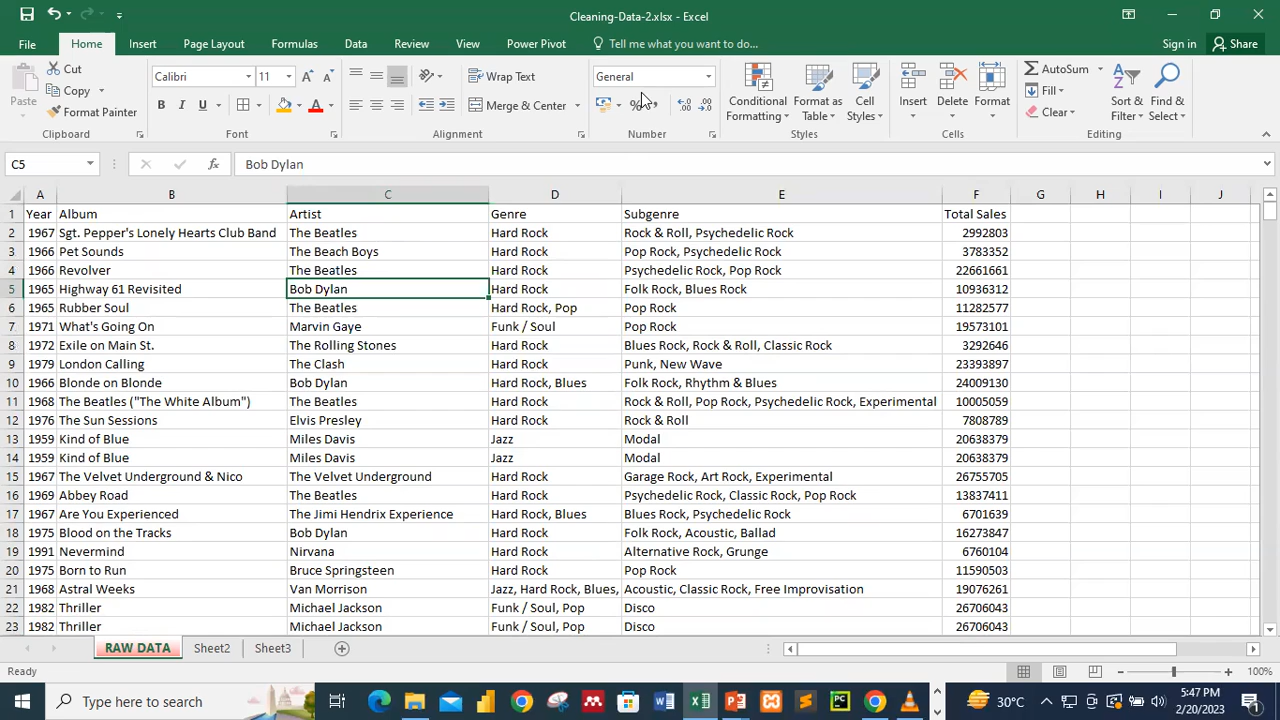 Cleaning-Data-2.xlsx - Excel
File Home Insert Page Layout Formulas Data Review View Power Pivot Tell me what you want to do... Sign in Share
Paste
Cut
Copy
Format Painter
Clipboard
Calibri 11
B I U A
Font
Wrap Text
Merge & Center
Alignment
General
%
Number
Conditional Formatting
Format as Table
Cell Styles
Styles
Insert
Delete
Format
Cells
AutoSum
Fill
Clear
Sort & Filter
Find & Select
Editing
C5 fx Bob Dylan
A B C D E F G H I J
1 Year Album Artist Genre Subgenre Total Sales
2 1967 Sgt. Pepper's Lonely Hearts Club Band The Beatles Hard Rock Rock & Roll, Psychedelic Rock 2992803
3 1966 Pet Sounds The Beach Boys Hard Rock Pop Rock, Psychedelic Rock 3783352
4 1966 Revolver The Beatles Hard Rock Psychedelic Rock, Pop Rock 22661661
5 1965 Highway 61 Revisited Bob Dylan Hard Rock Folk Rock, Blues Rock 10936312
6 1965 Rubber Soul The Beatles Hard Rock, Pop Pop Rock 11282577
7 1971 What's Going On Marvin Gaye Funk / Soul Pop Rock 19573101
8 1972 Exile on Main St. The Rolling Stones Hard Rock Blues Rock, Rock & Roll, Classic Rock 3292646
9 1979 London Calling The Clash Hard Rock Punk, New Wave 23393897
10 1966 Blonde on Blonde Bob Dylan Hard Rock, Blues Folk Rock, Rhythm & Blues 24009130
11 1968 The Beatles ("The White Album") The Beatles Hard Rock Rock & Roll, Pop Rock, Psychedelic Rock, Experimental 10005059
12 1976 The Sun Sessions Elvis Presley Hard Rock Rock & Roll 7808789
13 1959 Kind of Blue Miles Davis Jazz Modal 20638379
14 1959 Kind of Blue Miles Davis Jazz Modal 20638379
15 1967 The Velvet Underground & Nico The Velvet Underground Hard Rock Garage Rock, Art Rock, Experimental 26755705
16 1969 Abbey Road The Beatles Hard Rock Psychedelic Rock, Classic Rock, Pop Rock 13837411
17 1967 Are You Experienced The Jimi Hendrix Experience Hard Rock, Blues Blues Rock, Psychedelic Rock 6701639
18 1975 Blood on the Tracks Bob Dylan Hard Rock Folk Rock, Acoustic, Ballad 16273847
19 1991 Nevermind Nirvana Hard Rock Alternative Rock, Grunge 6760104
20 1975 Born to Run Bruce Springsteen Hard Rock Pop Rock 11590503
21 1968 Astral Weeks Van Morrison Jazz, Hard Rock, Blues, Acoustic, Classic Rock, Free Improvisation 19076261
22 1982 Thriller Michael Jackson Funk / Soul, Pop Disco 26706043
23 1982 Thriller Michael Jackson Funk / Soul, Pop Disco 26706043
RAW DATA Sheet2 Sheet3
Ready 100%
Type here to search 30°C 5:47 PM
2/20/2023